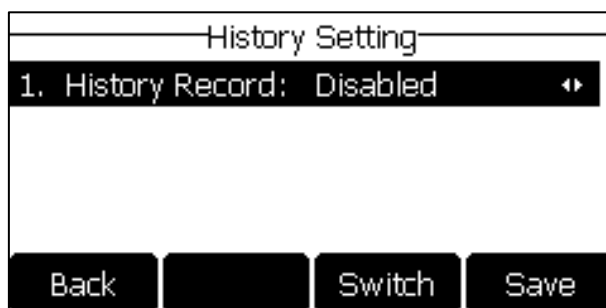 History Setting
1. History Record: Disabled
Back Switch Save